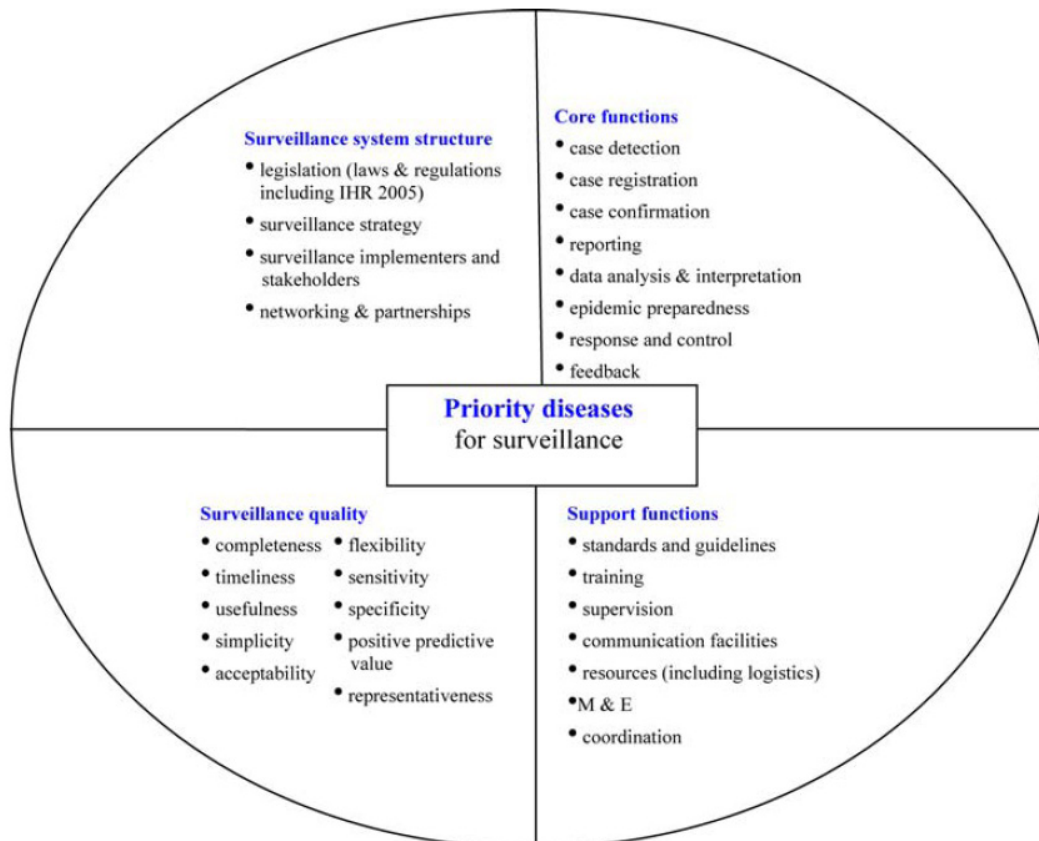 Surveillance system structure
• legislation (laws & regulations
including IHR 2005)
• surveillance strategy
• surveillance implementers and
stakeholders
• networking & partnerships
Core functions
• case detection
• case registration
• case confirmation
• reporting
• data analysis & interpretation
• epidemic preparedness
• response and control
• feedback
Priority diseases
for surveillance
Surveillance quality
• completeness
• timeliness
• usefulness
• simplicity
• acceptability
• flexibility
• sensitivity
• specificity
• positive predictive
value
• representativeness
Support functions
• standards and guidelines
• training
• supervision
• communication facilities
• resources (including logistics)
•M & E
• coordination